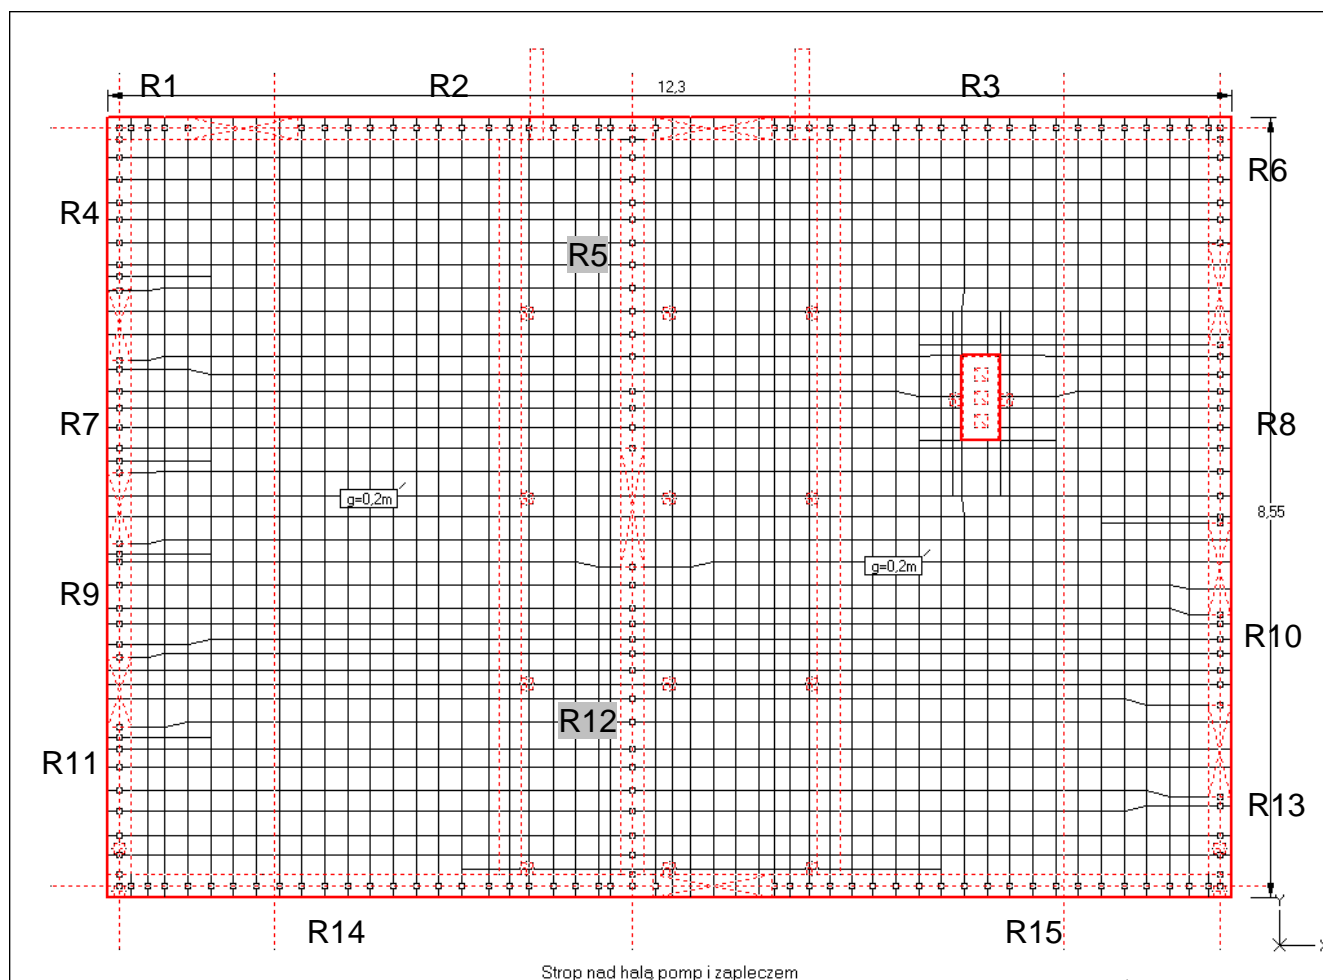 R1 R2 12,3 R3
R6
R4
R5
R7 R8
g=0,2m 8,55
g=0,2m
R9
R10
R12
R11
R13
R14 R15
Y
X
Strop nad halą pomp i zapleczem